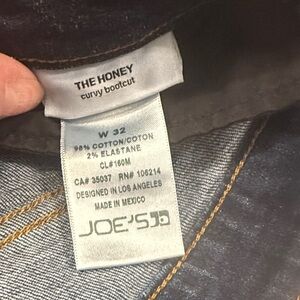 THE HONEY
curvy bootcut
W 32
98% COTTON/COTON
2% ELASTANE
CL#160M
CA# 35037 RN# 106214
DESIGNED IN LOS ANGELES
MADE IN MEXICO
JOE'S